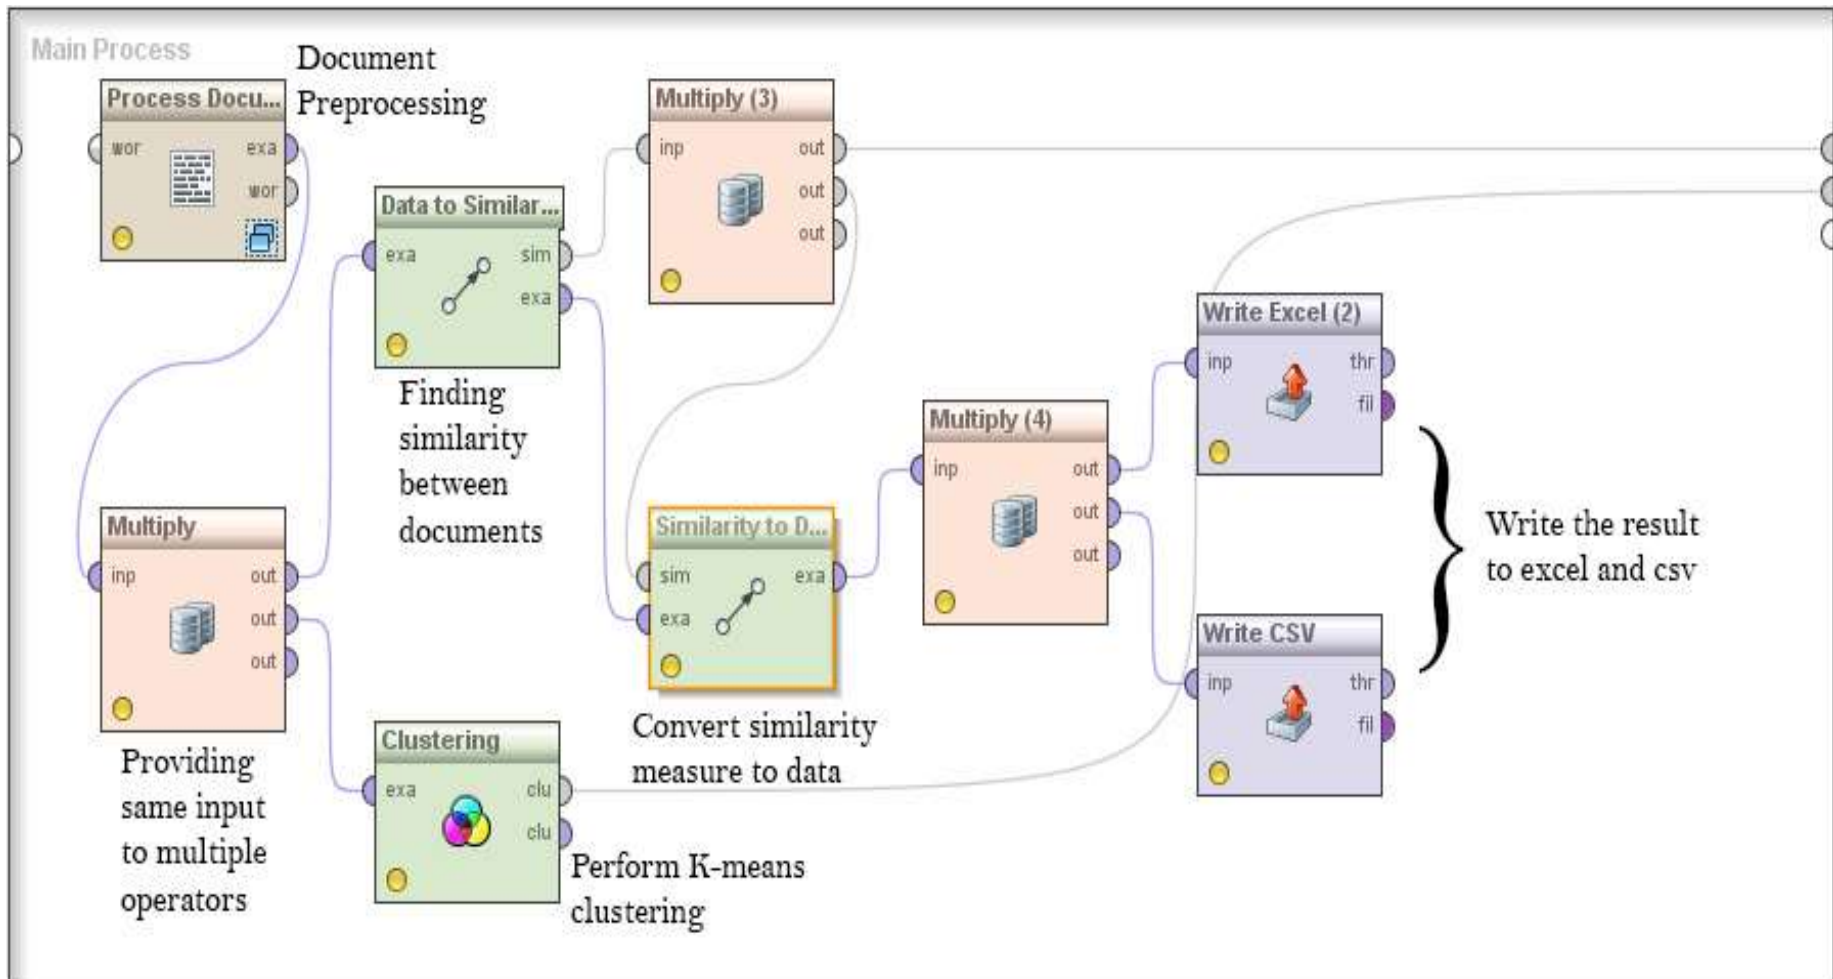 Main Process
Document
Preprocessing
Process Docu...
wor exa
wor
Multiply (3)
inp out
out
out
Data to Similar...
exa sim
exa
Finding
similarity
between
documents
Multiply
inp out
out
out
Providing
same input
to multiple
operators
Clustering
exa clu
clu
Perform K-means
clustering
Similarity to D...
sim exa
exa
Convert similarity
measure to data
Multiply (4)
inp out
out
out
Write Excel (2)
inp thr
fil
Write CSV
inp thr
fil
Write the result
to excel and csv